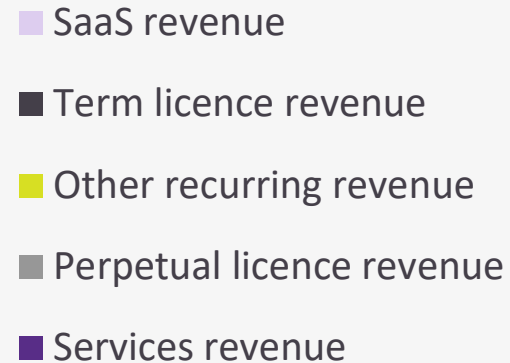 SaaS revenue
Term licence revenue
Other recurring revenue
Perpetual licence revenue
Services revenue